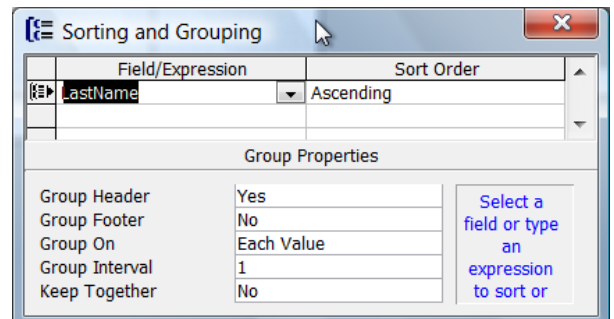 Sorting and Grouping
Field/Expression Sort Order
LastName Ascending
Group Properties
Group Header Yes
Group Footer No
Group On Each Value
Group Interval 1
Keep Together No
Select a
field or type
an
expression
to sort or